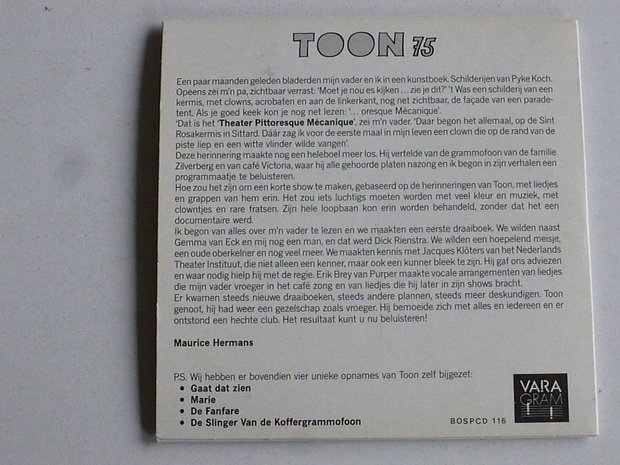 TOON 75
Een paar maanden geleden bladerden mijn vader en ik in een kunstboek. Schilderijen van Pyke Koch.
Opeens zei m'n pa, zichtbaar verrast: 'Moet je nou es kijken ... zie je dit?' 't Was een schilderij van een
kermis, met clowns, acrobaten en aan de linkerkant, nog net zichtbaar, de façade van een parade-
tent. Als je goed keek kon je nog net lezen: '... oresque Mécanique'.
'Dat is het 'Theater Pittoresque Mécanique', zei m'n vader. 'Daar begon het allemaal, op de Sint
Rosakermis in Sittard. Dáár zag ik voor de eerste maal in mijn leven een clown die op de rand van de
piste liep en een witte vlinder wilde vangen'.
Deze herinnering maakte nog een heleboel meer los. Hij vertelde van de grammofoon van de familie
Zilverberg en van café Victoria, waar hij alle gehoorde platen nazong en ik begon in zijn verhalen een
programmaatje te beluisteren.
Hoe zou het zijn om een korte show te maken, gebaseerd op de herinneringen van Toon, met liedjes
en grappen van hem erin. Het zou iets luchtigs moeten worden met veel kleur en muziek, met
clowntjes en rare fratsen. Zijn hele loopbaan kon erin worden behandeld, zonder dat het een
documentaire werd.
Ik begon van alles over m'n vader te lezen en we maakten een eerste draaiboek. We wilden naast
Gemma van Eck en mij nog een man, en dat werd Dick Rienstra. We wilden een hoepelend meisje,
een oude oberkelner en nog veel meer. We maakten kennis met Jacques Klöters van het Nederlands
Theater Instituut, die niet alleen een kenner, maar ook een kunner bleek te zijn. Hij gaf ons adviezen
en waar nodig hielp hij met de regie. Erik Brey van Purper maakte vocale arrangementen van liedjes
die mijn vader vroeger in het café zong en van liedjes die hij later in zijn shows bracht.
Er kwamen steeds nieuwe draaiboeken, steeds andere plannen, steeds meer deskundigen. Toon
genoot, hij had weer een gezelschap zoals vroeger. Hij bemoeide zich met alles en iedereen en er
ontstond een hechte club. Het resultaat kunt u nu beluisteren!
Maurice Hermans
P.S. Wij hebben er bovendien vier unieke opnames van Toon zelf bijgezet:
• Gaat dat zien
• Marie
• De Fanfare
• De Slinger Van de Koffergrammofoon
VARA
GRAM
BOSPCD 116